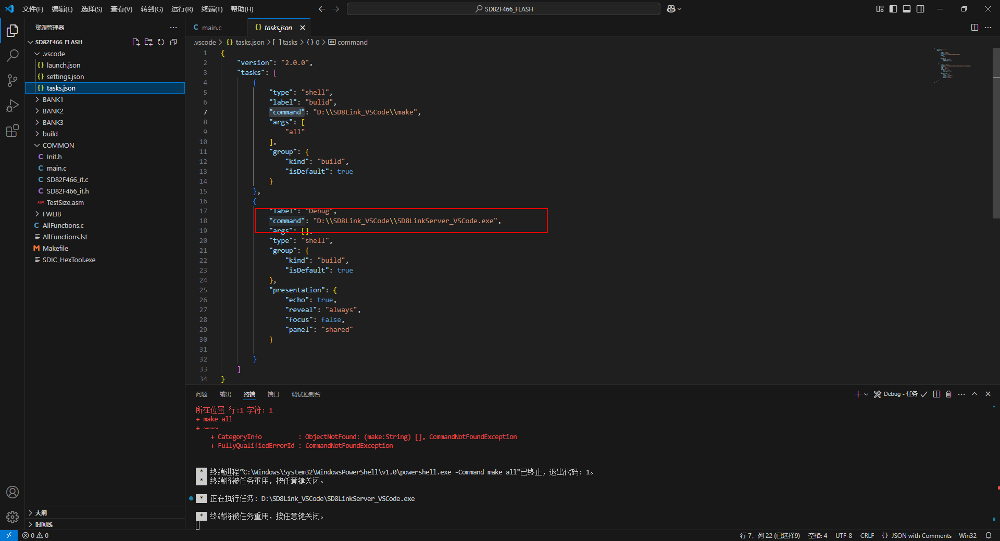 文件(F) 编辑(E) 选择(S) 查看(V) 转到(G) 运行(R) 终端(T) 帮助(H)
SD82F466_FLASH
资源管理器
SD82F466_FLASH
.vscode
launch.json
settings.json
tasks.json
BANK1
BANK2
BANK3
build
COMMON
C Init.h
C main.c
C SD82F466_it.c
C SD82F466_it.h
ASM TestSize.asm
FWLIB
C AllFunctions.c
AllFunctions.lst
M Makefile
SDIC_HexTool.exe
大纲
时间线
C main.c
{} tasks.json
.vscode > {} tasks.json > [ ] tasks > {} 0 > abc command
1 {
2 "version": "2.0.0",
3 "tasks": [
4 {
5 "type": "shell",
6 "label": "bulid",
7 "command": "D:\\SD8Link_VSCode\\make",
8 "args": [
9 "all"
10 ],
11 "group": {
12 "kind": "build",
13 "isDefault": true
14 }
15 },
16 {
17 "label": "Debug",
18 "command": "D:\\SD8Link_VSCode\\SD8LinkServer_VSCode.exe",
19 "args": [],
20 "type": "shell",
21 "group": {
22 "kind": "build",
23 "isDefault": true
24 },
25 "presentation": {
26 "echo": true,
27 "reveal": "always",
28 "focus": false,
29 "panel": "shared"
30 }
31
32 }
33 ]
34 }
问题 输出 终端 端口 调试控制台
Debug - 任务
所在位置 行:1 字符: 1
+ make all
+ ~~~~
+ CategoryInfo : ObjectNotFound: (make:String) [], CommandNotFoundException
+ FullyQualifiedErrorId : CommandNotFoundException
* 终端进程“C:\Windows\System32\WindowsPowerShell\v1.0\powershell.exe -Command make all”已终止，退出代码: 1。
* 终端将被任务重用，按任意键关闭。
* 正在执行任务: D:\SD8Link_VSCode\SD8LinkServer_VSCode.exe
* 终端将被任务重用，按任意键关闭。
0 0
行 7，列 22 (已选择9) 空格: 4 UTF-8 CRLF {} JSON with Comments Win32